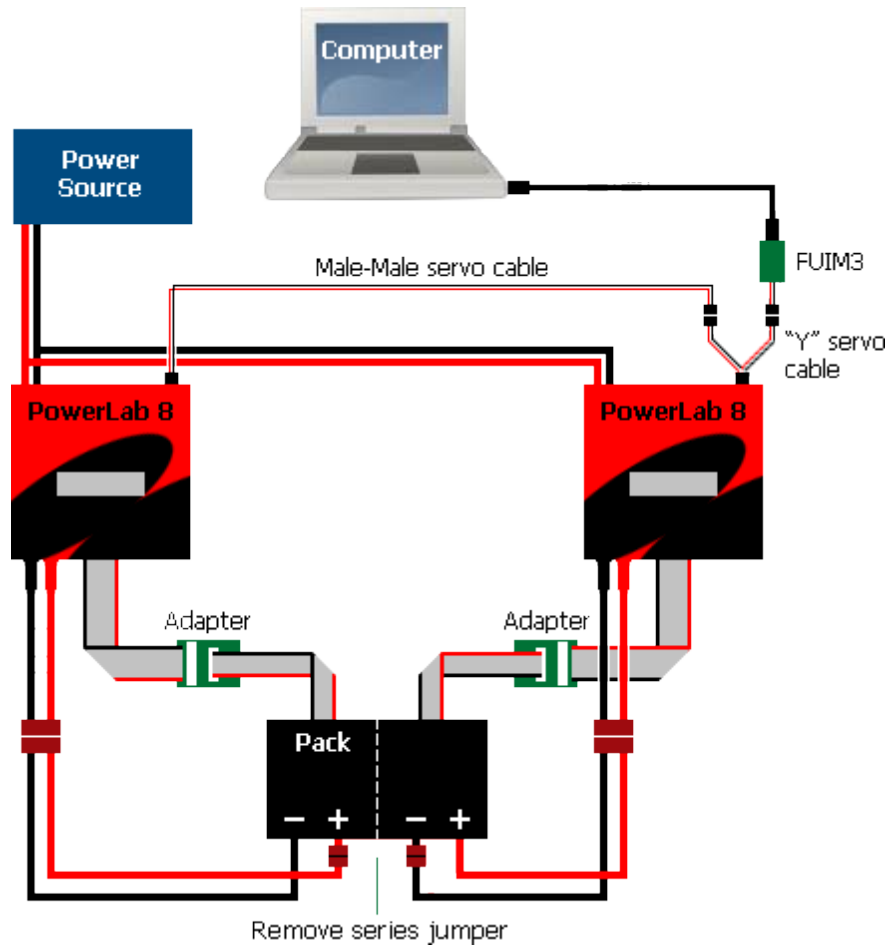 Computer
Power
Source
FUIM3
Male-Male servo cable
"Y" servo
cable
PowerLab 8
PowerLab 8
Adapter
Adapter
Pack
− +
− +
Remove series jumper